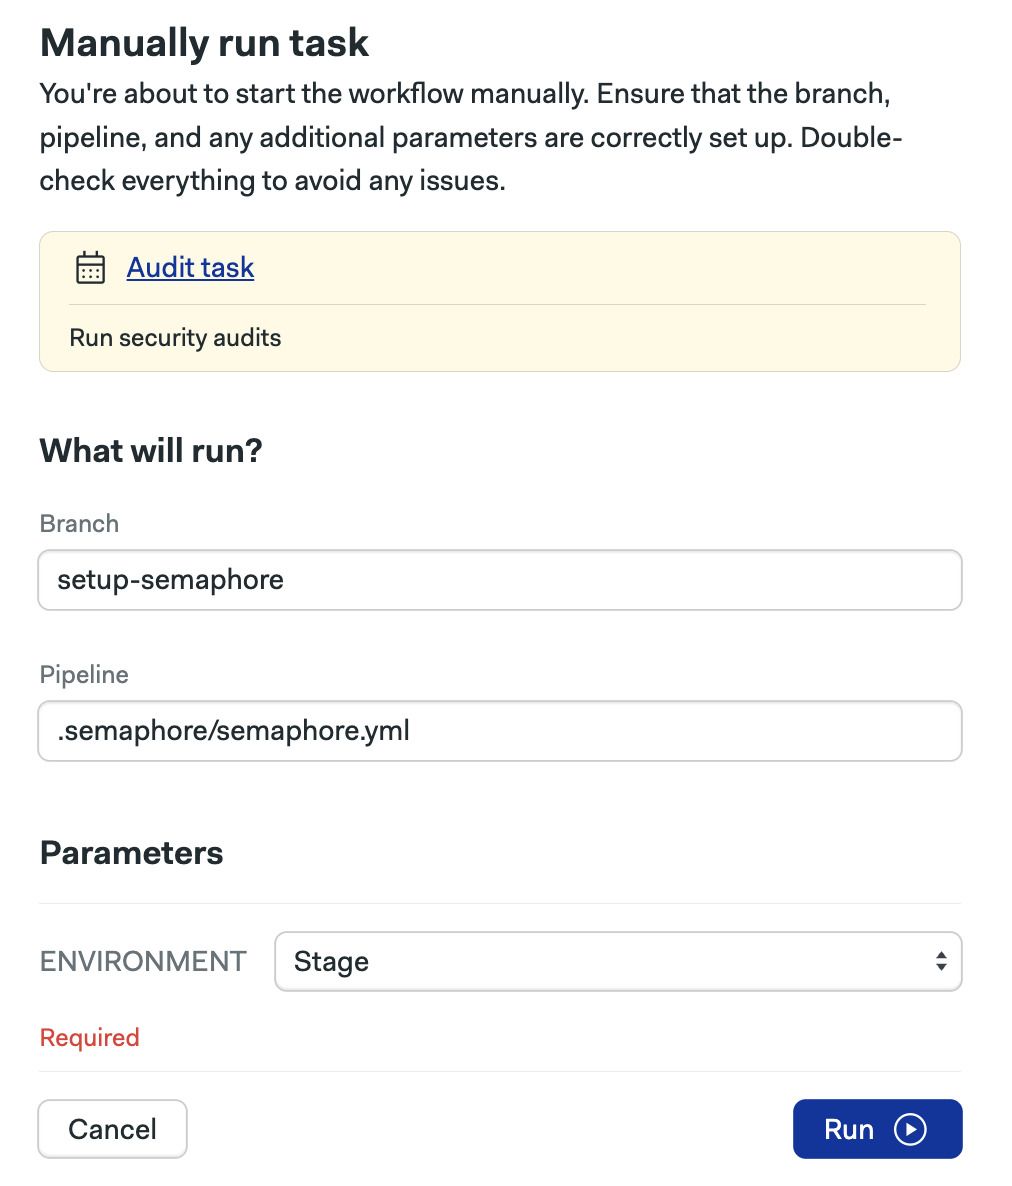 Manually run task
You're about to start the workflow manually. Ensure that the branch,
pipeline, and any additional parameters are correctly set up. Double-
check everything to avoid any issues.
Audit task
Run security audits
What will run?
Branch
setup-semaphore
Pipeline
.semaphore/semaphore.yml
Parameters
ENVIRONMENT Stage
Required
Cancel Run